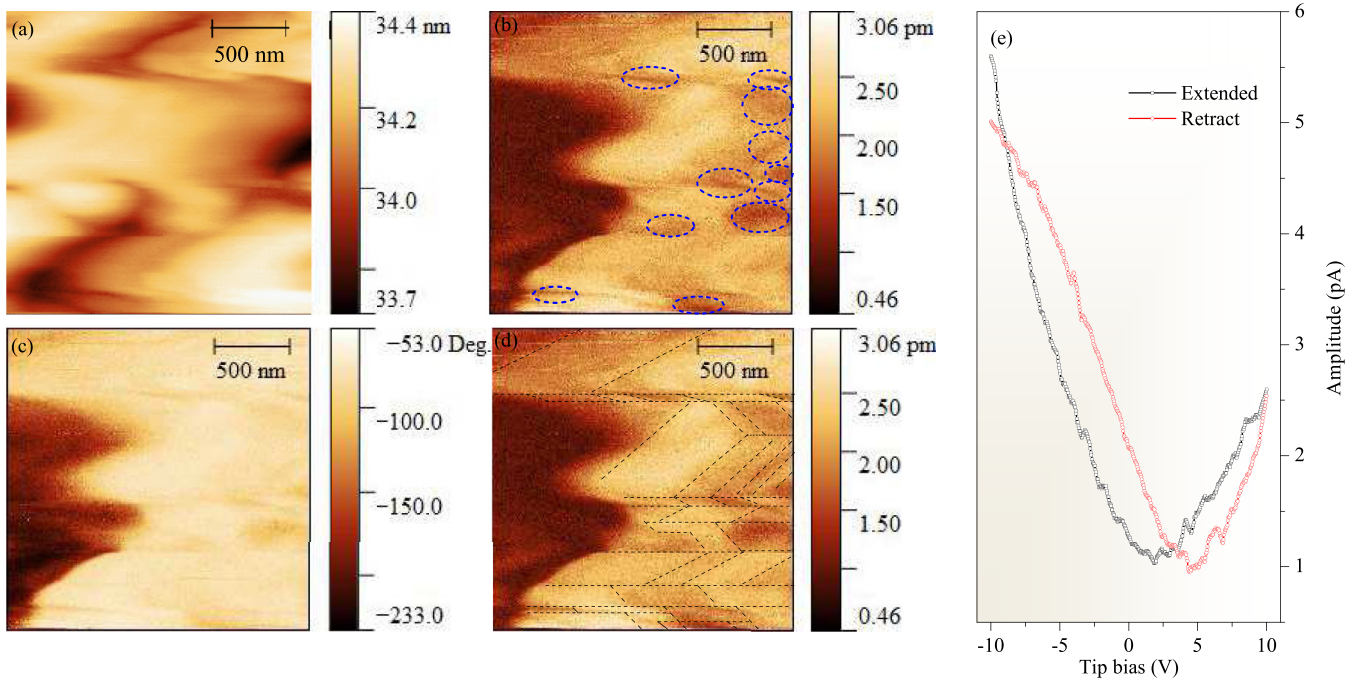 (a)
500 nm
34.4 nm
34.2
34.0
33.7
(b)
500 nm
3.06 pm
2.50
2.00
1.50
0.46
(c)
500 nm
−53.0 Deg.
−100.0
−150.0
−233.0
(d)
500 nm
3.06 pm
2.50
2.00
1.50
0.46
(e)
Extended
Retract
6
5
4
3
2
1
Amplitude (pA)
-10
-5
0
5
10
Tip bias (V)